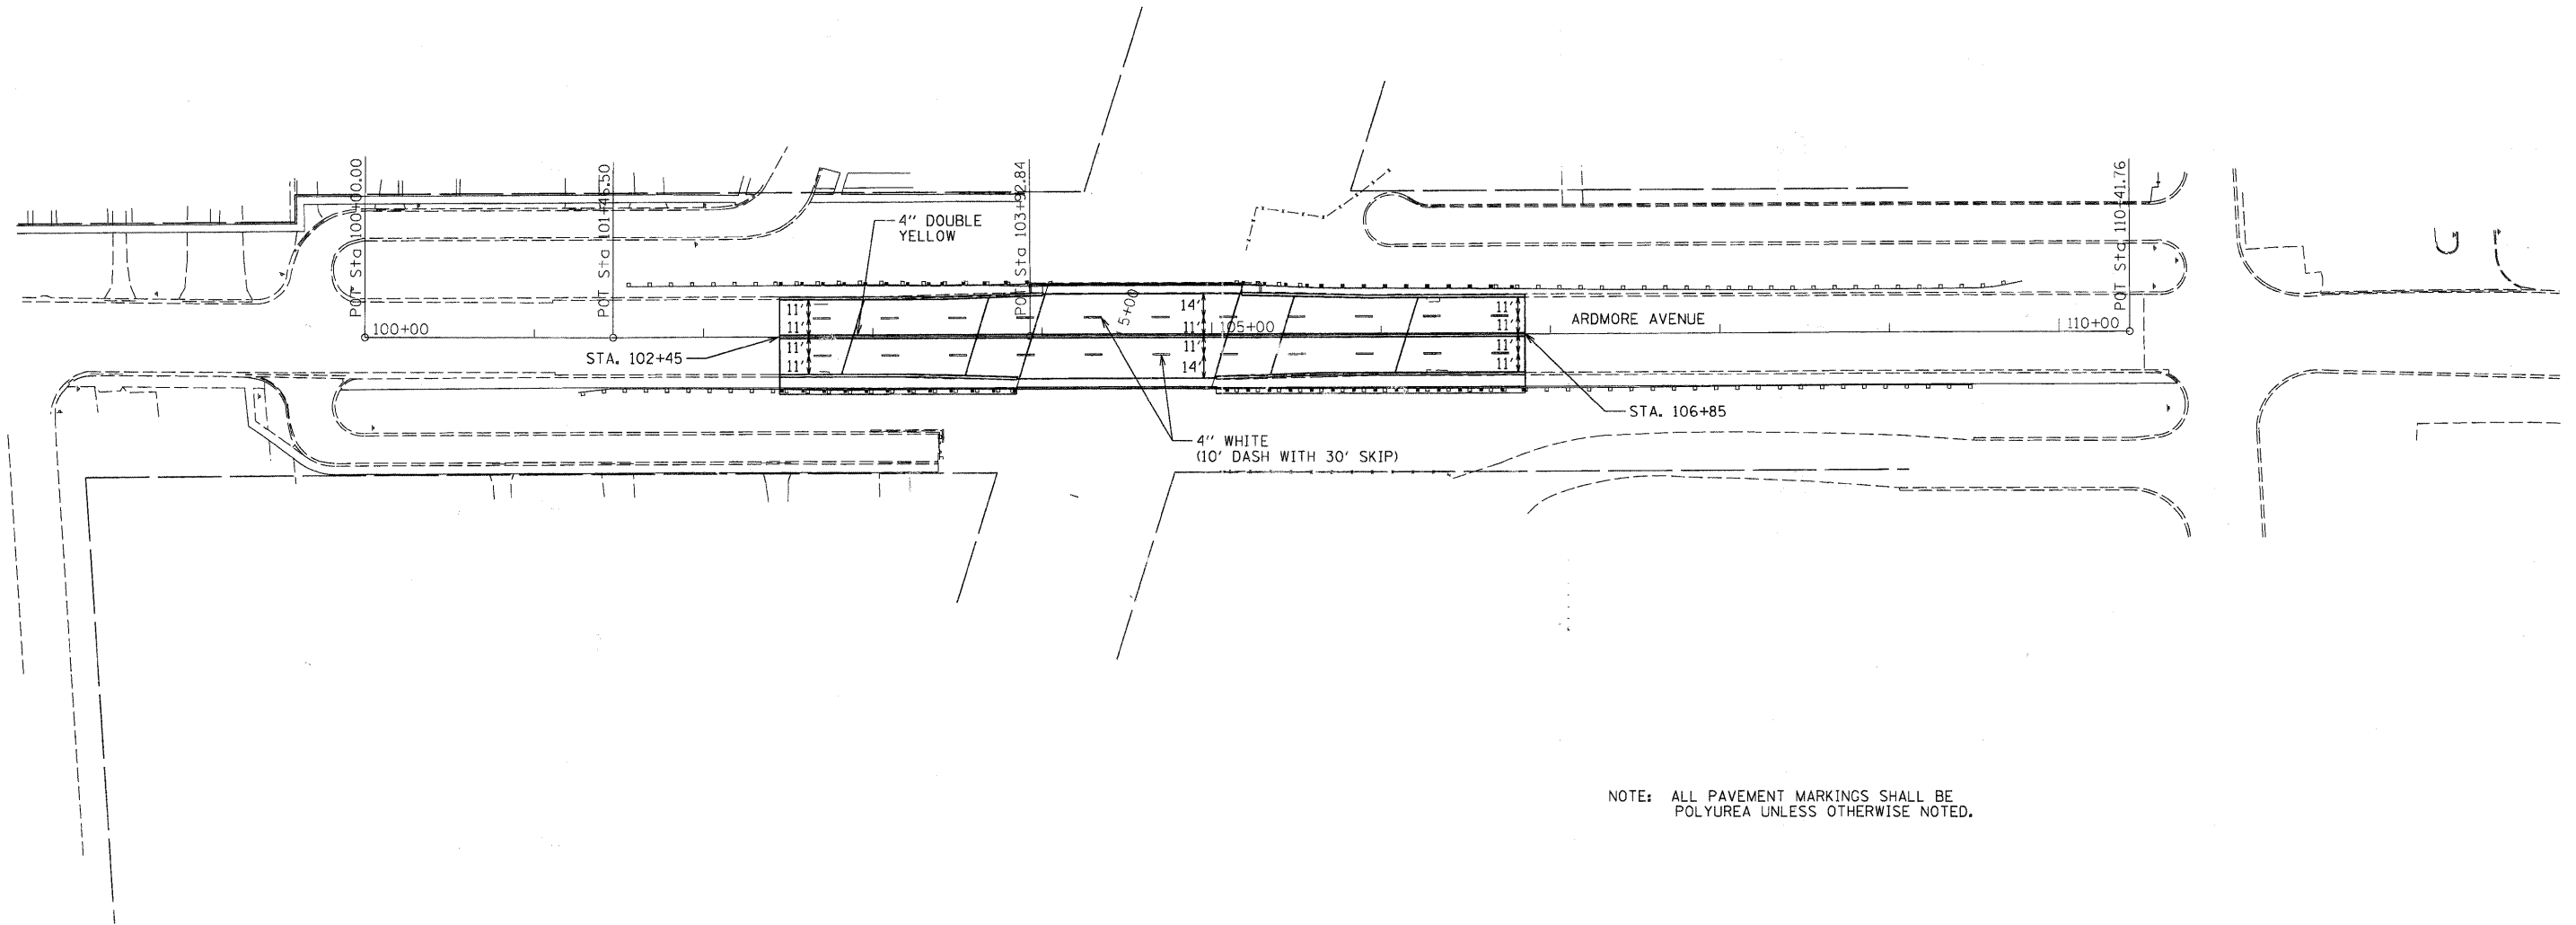 POT Sta 100+00.00
POT Sta 101+46.50
POT Sta 103+92.84
POT Sta 110+41.76
4" DOUBLE
YELLOW
11'
11'
11'
11'
14'
11'
11'
14'
11'
11'
11'
11'
5+00
100+00
105+00
ARDMORE AVENUE
110+00
STA. 102+45
STA. 106+85
4" WHITE
(10' DASH WITH 30' SKIP)
NOTE: ALL PAVEMENT MARKINGS SHALL BE
POLYUREA UNLESS OTHERWISE NOTED.